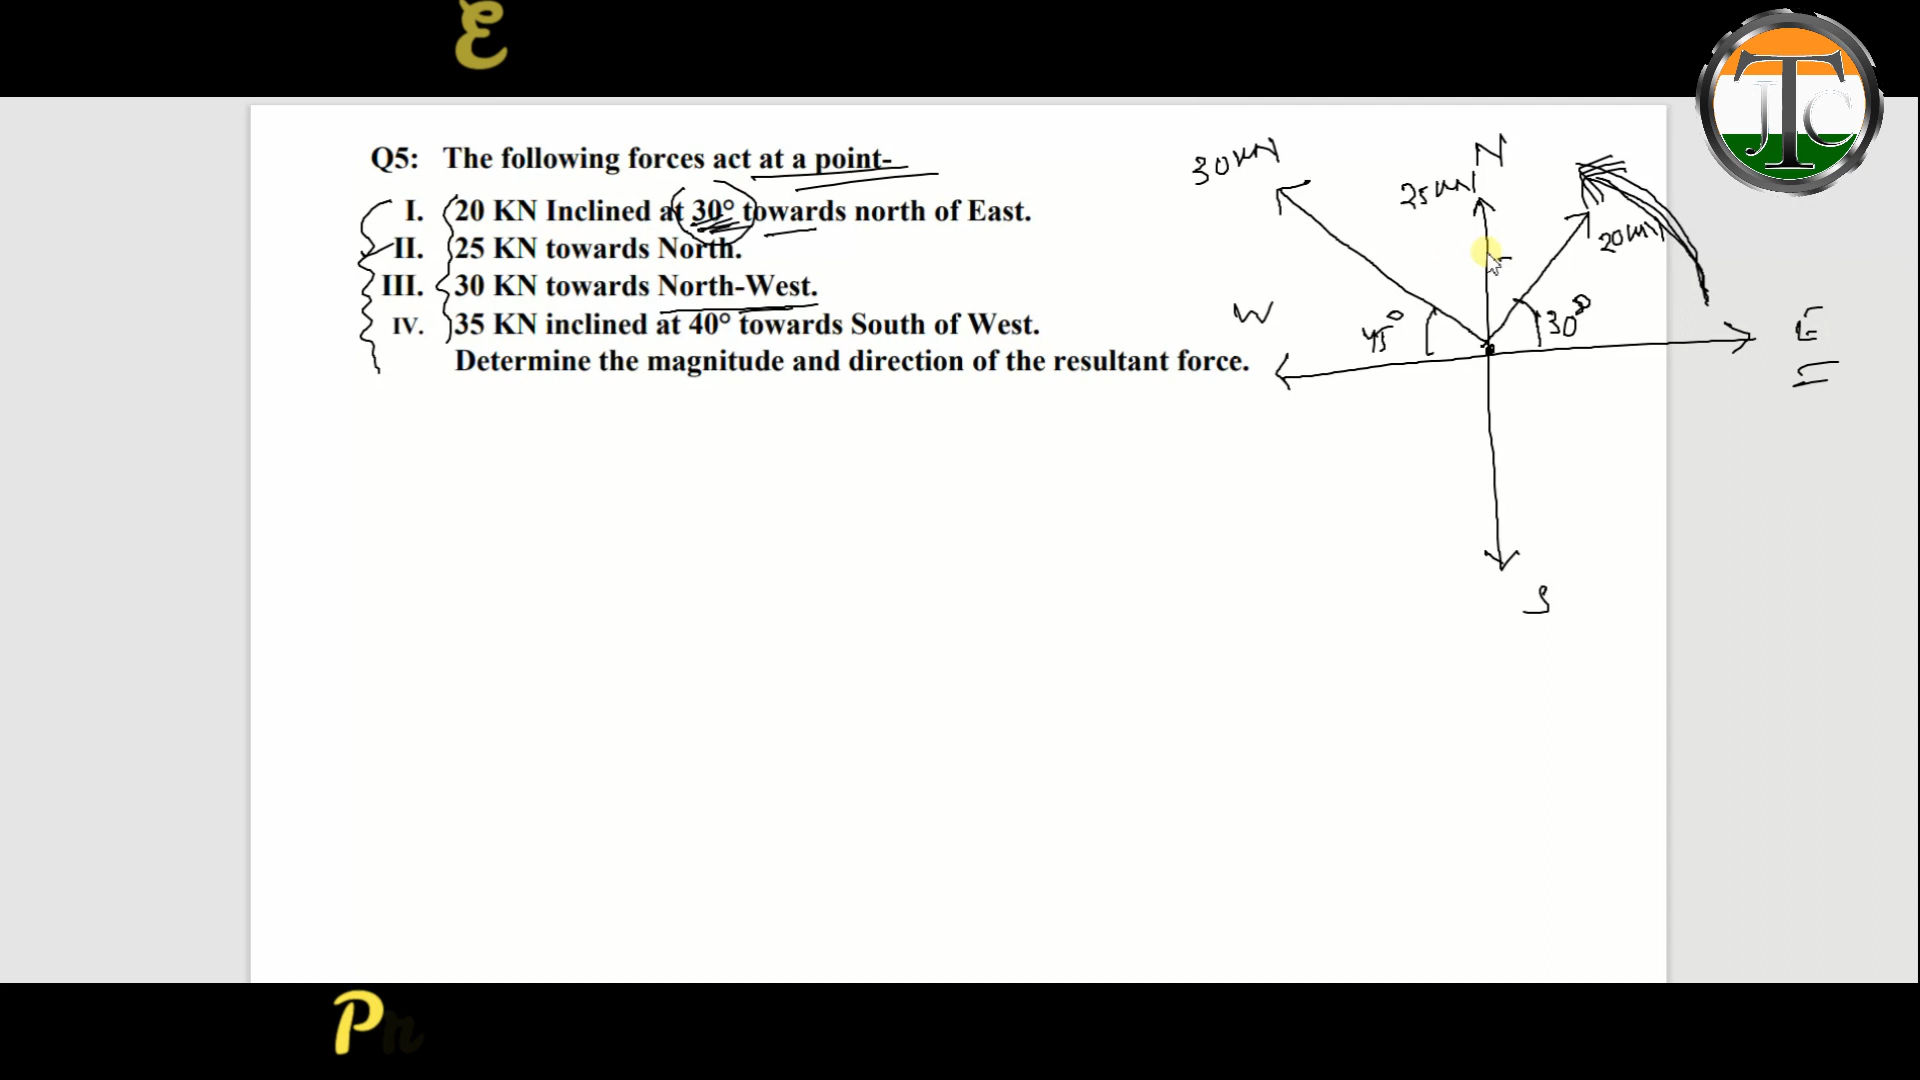 ε
JTC
Q5: The following forces act at a point-
I. 20 KN Inclined at 30° towards north of East.
II. 25 KN towards North.
III. 30 KN towards North-West.
IV. 35 KN inclined at 40° towards South of West.
Determine the magnitude and direction of the resultant force.
30KN
N
25KN
20KN
W
45°
30°
E
S
Pr